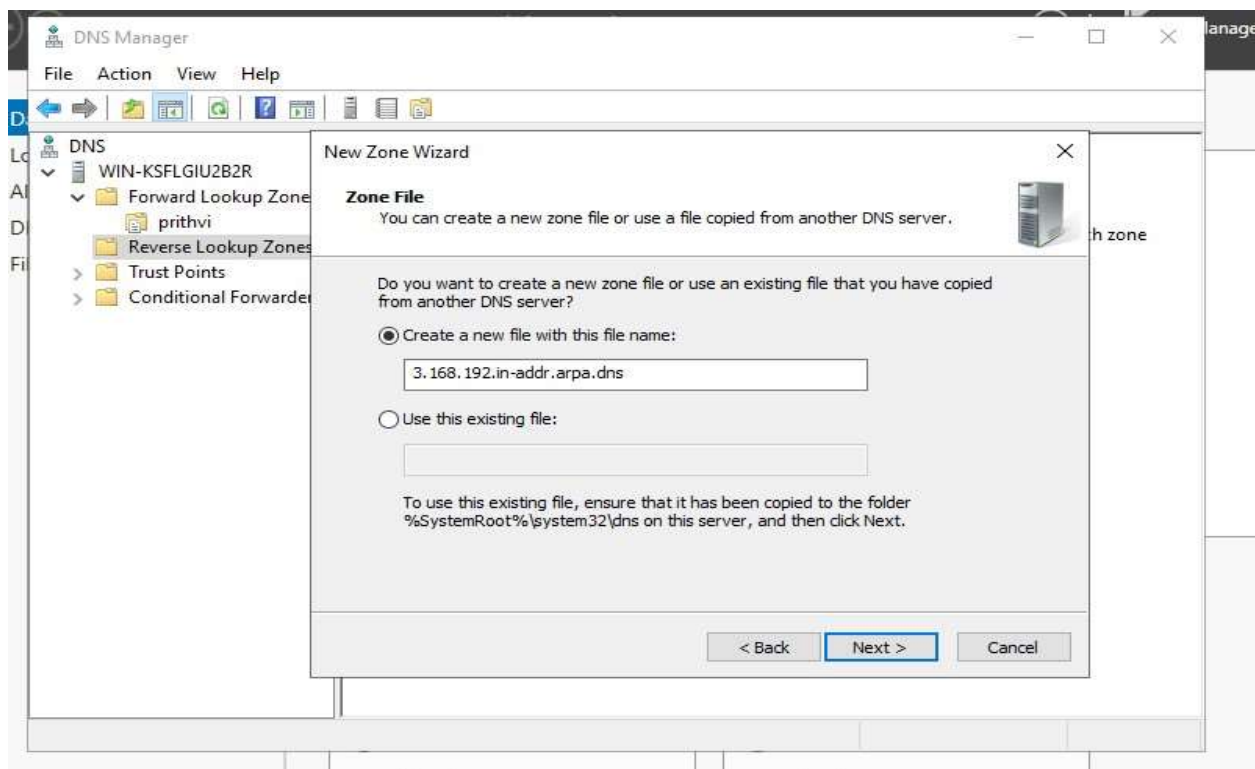 DNS Manager
File Action View Help
DNS
WIN-KSFLGIU2B2R
Forward Lookup Zone
prithvi
Reverse Lookup Zones
Trust Points
Conditional Forwarder
New Zone Wizard
Zone File
You can create a new zone file or use a file copied from another DNS server.
Do you want to create a new zone file or use an existing file that you have copied
from another DNS server?
Create a new file with this file name:
3.168.192.in-addr.arpa.dns
Use this existing file:
To use this existing file, ensure that it has been copied to the folder
%SystemRoot%\system32\dns on this server, and then click Next.
< Back Next > Cancel
zone